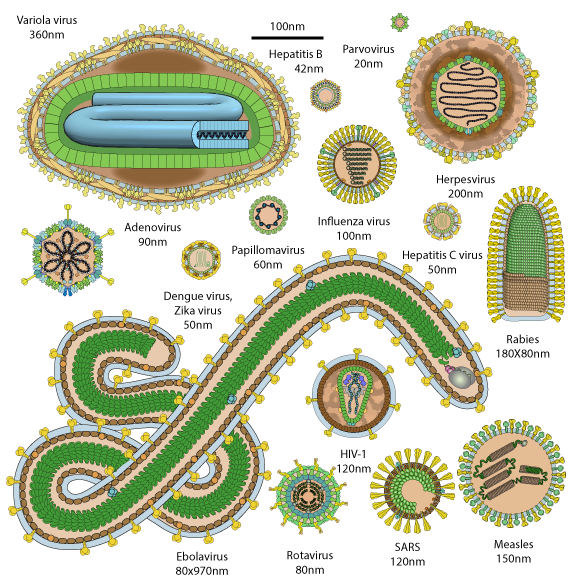 Variola virus
360nm
100nm
Hepatitis B
42nm
Parvovirus
20nm
Herpesvirus
200nm
Influenza virus
100nm
Adenovirus
90nm
Papillomavirus
60nm
Hepatitis C virus
50nm
Dengue virus,
Zika virus
50nm
Rabies
180X80nm
HIV-1
120nm
Ebolavirus
80x970nm
Rotavirus
80nm
SARS
120nm
Measles
150nm